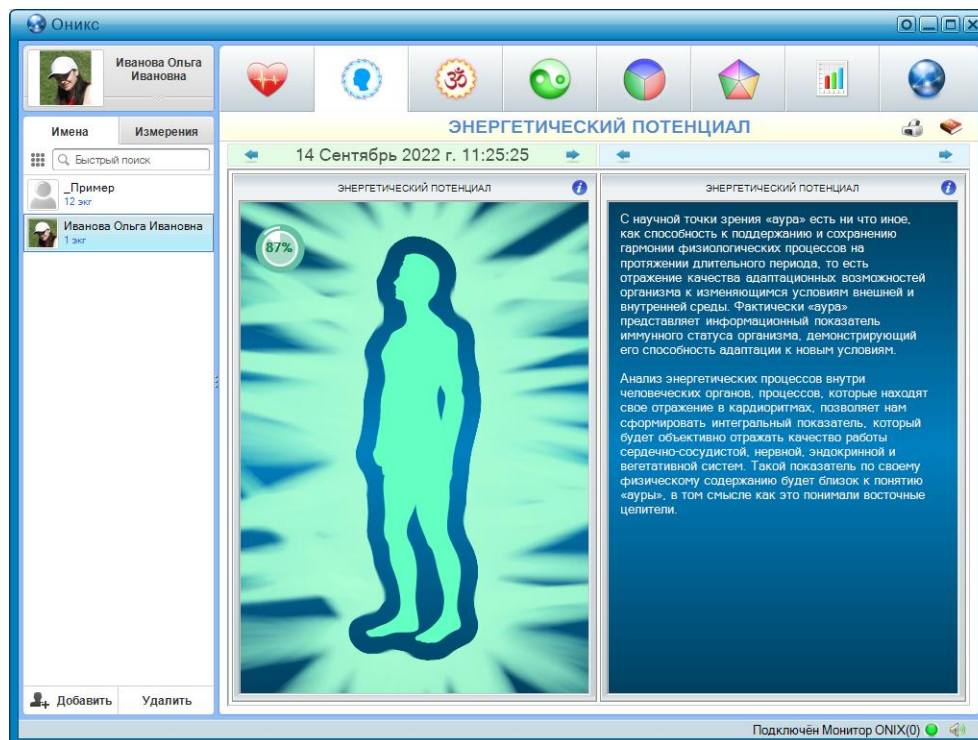 Оникс
Иванова Ольга
Ивановна
Имена
Измерения
Быстрый поиск
_Пример
12 экг
Иванова Ольга Ивановна
1 экг
Добавить
Удалить
ЭНЕРГЕТИЧЕСКИЙ ПОТЕНЦИАЛ
14 Сентябрь 2022 г. 11:25:25
ЭНЕРГЕТИЧЕСКИЙ ПОТЕНЦИАЛ
87%
ЭНЕРГЕТИЧЕСКИЙ ПОТЕНЦИАЛ
С научной точки зрения «аура» есть ни что иное,
как способность к поддержанию и сохранению
гармонии физиологических процессов на
протяжении длительного периода, то есть
отражение качества адаптационных возможностей
организма к изменяющимся условиям внешней и
внутренней среды. Фактически «аура»
представляет информационный показатель
иммунного статуса организма, демонстрирующий
его способность адаптации к новым условиям.
Анализ энергетических процессов внутри
человеческих органов, процессов, которые находят
свое отражение в кардиоритмах, позволяет нам
сформировать интегральный показатель, который
будет объективно отражать качество работы
сердечно-сосудистой, нервной, эндокринной и
вегетативной систем. Такой показатель по своему
физическому содержанию будет близок к понятию
«ауры», в том смысле как это понимали восточные
целители.
Подключён Монитор ONIX(0)